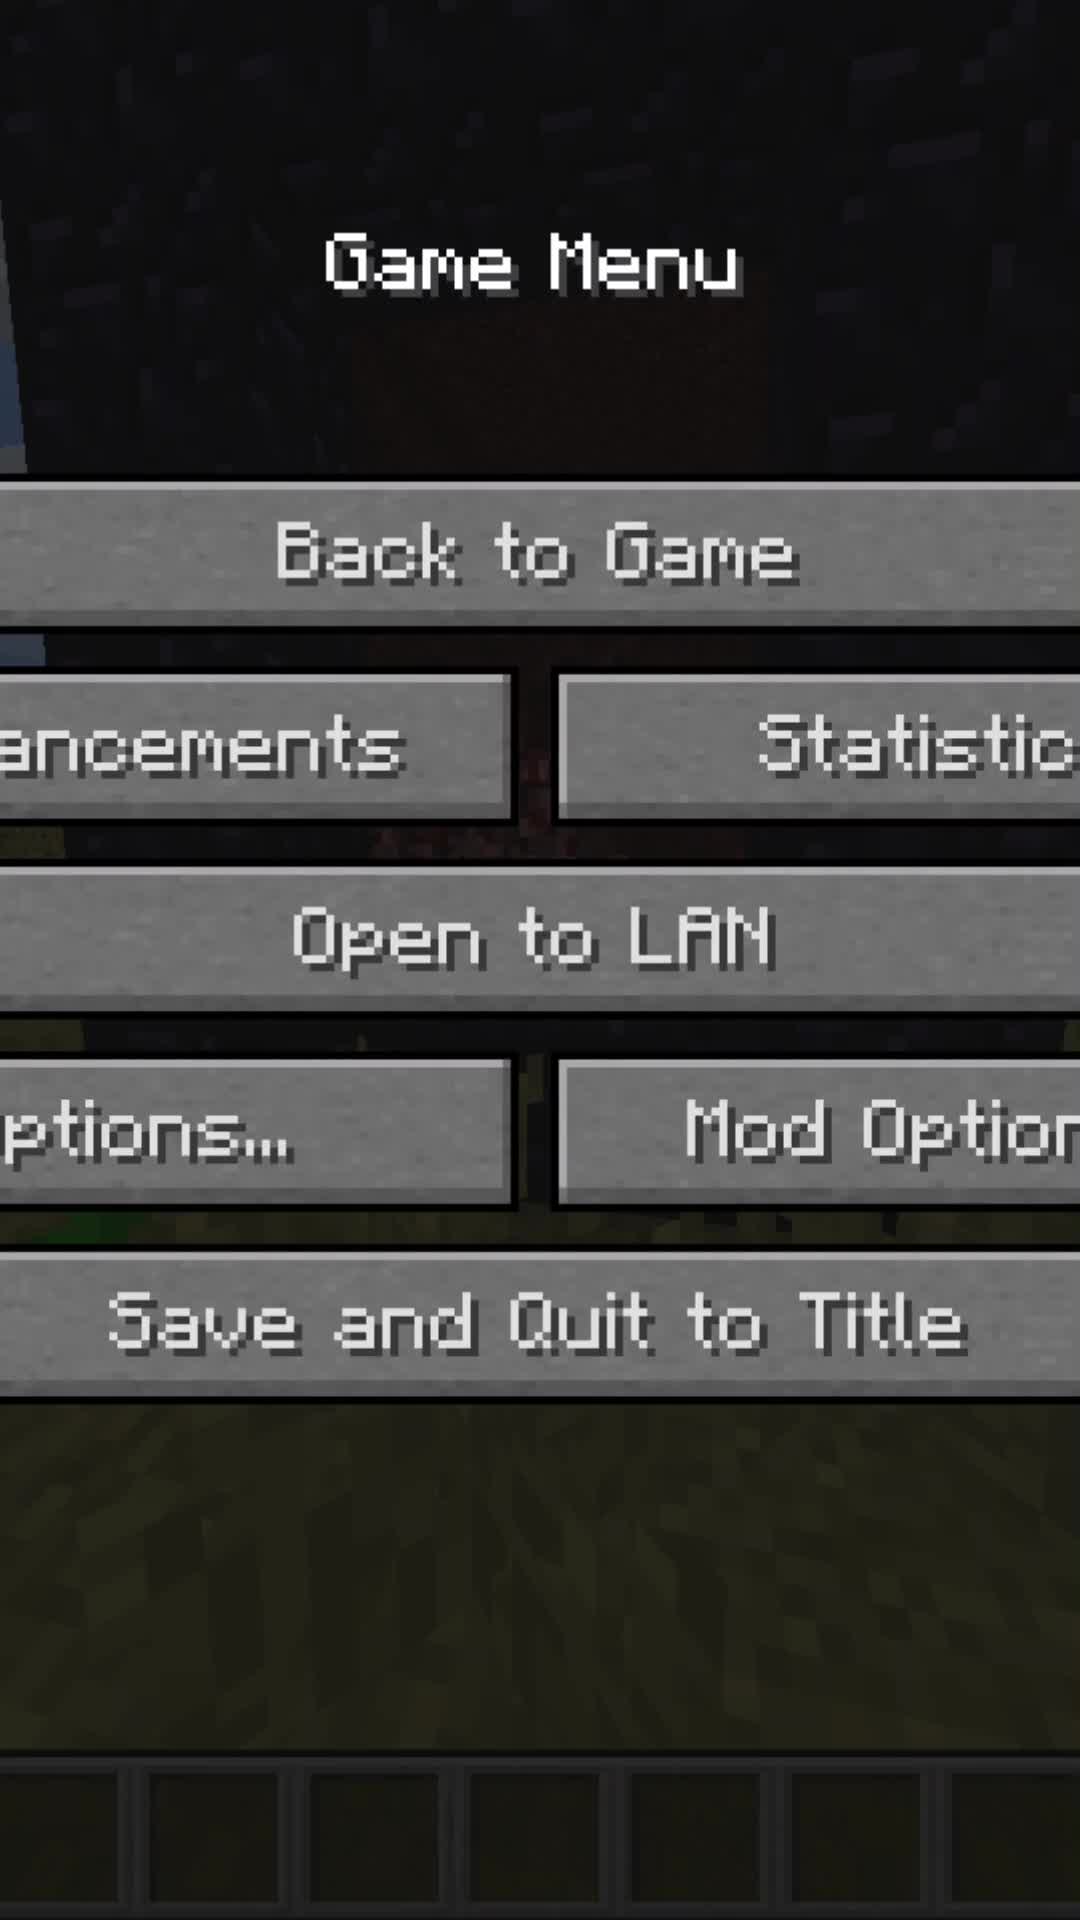 Game Menu
Back to Game
ancements Statistic
Open to LAN
ptions... Mod Option
Save and Quit to Title